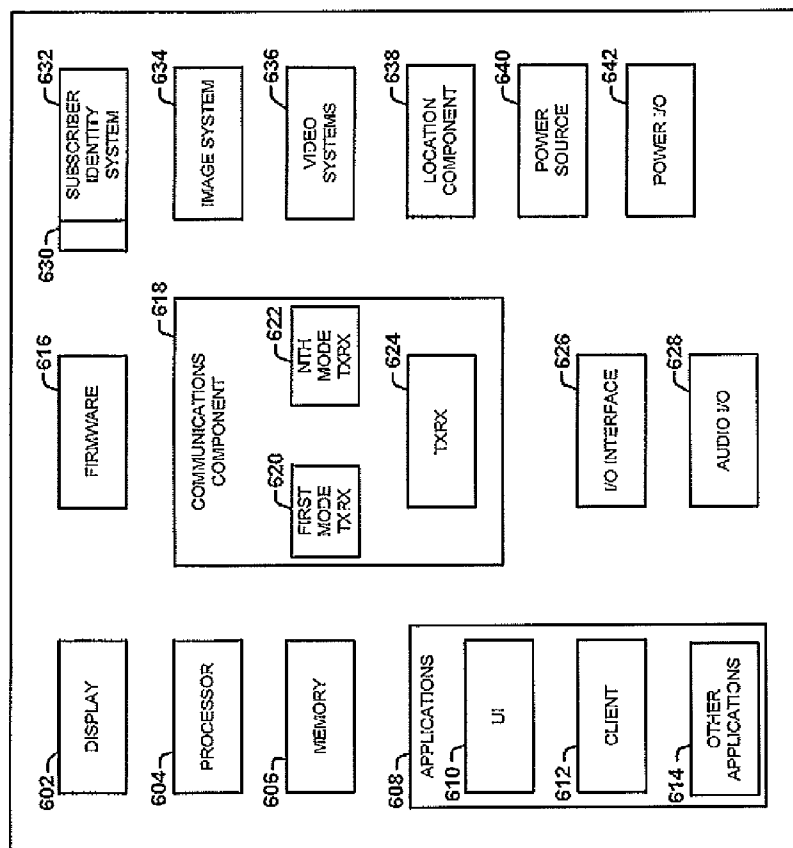 602
DISPLAY
604
PROCESSOR
606
MEMORY
608
APPLICATIONS
610
UI
612
CLIENT
614
OTHER
APPLICATIONS
616
FIRMWARE
618
COMMUNICATIONS
COMPONENT
620
FIRST
MODE
TXRX
622
NTH
MODE
TXRX
624
TXRX
626
I/O INTERFACE
628
AUDIO I/O
630
632
SUBSCRIBER
IDENTITY
SYSTEM
634
IMAGE SYSTEM
636
VIDEO
SYSTEMS
638
LOCATION
COMPONENT
640
POWER
SOURCE
642
POWER I/O